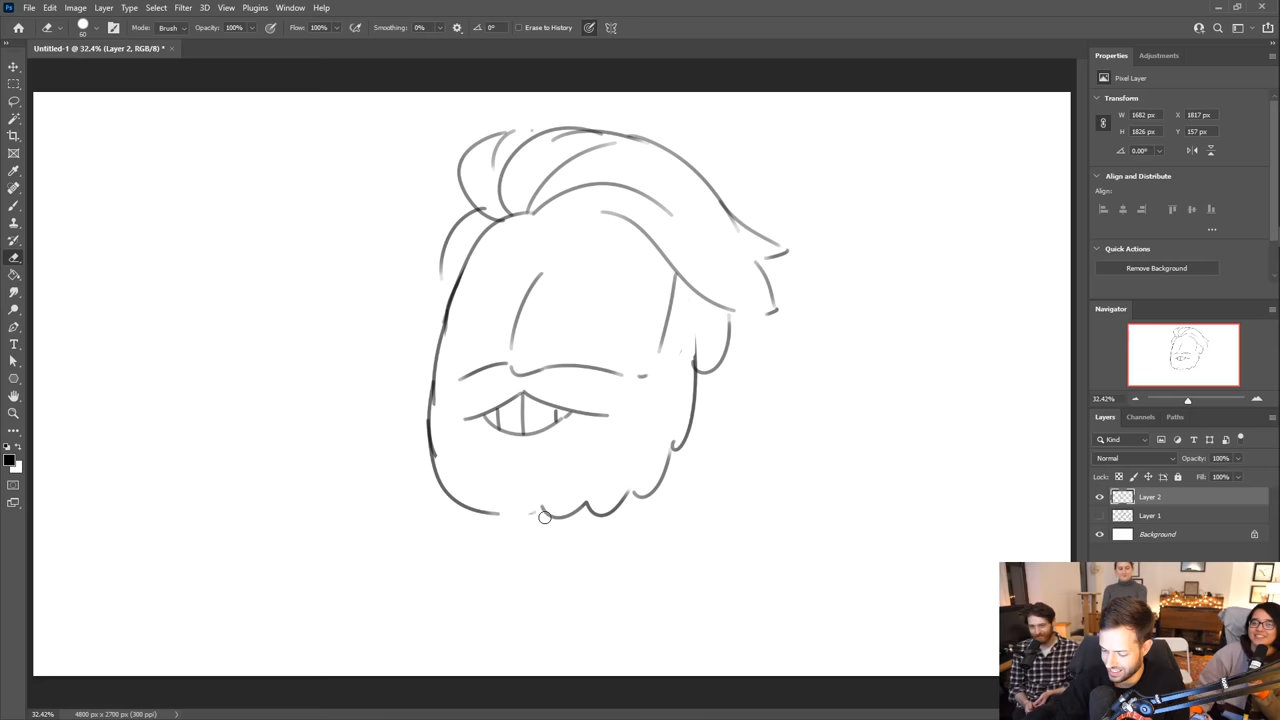 Ps File Edit Image Layer Type Select Filter 3D View Plugins Window Help
60 Mode: Brush Opacity: 100% Flow: 100% Smoothing: 0% 0° Erase to History
Untitled-1 @ 32.4% (Layer 2, RGB/8) *
Properties Adjustments
Pixel Layer
Transform
W 1682 px X 1817 px
H 1826 px Y 157 px
0.00°
Align and Distribute
Align:
Quick Actions
Remove Background
Navigator
32.42%
Layers Channels Paths
Kind
Normal Opacity: 100%
Lock: Fill: 100%
Layer 2
Layer 1
Background
32.42% 4800 px x 2700 px (300 ppi)